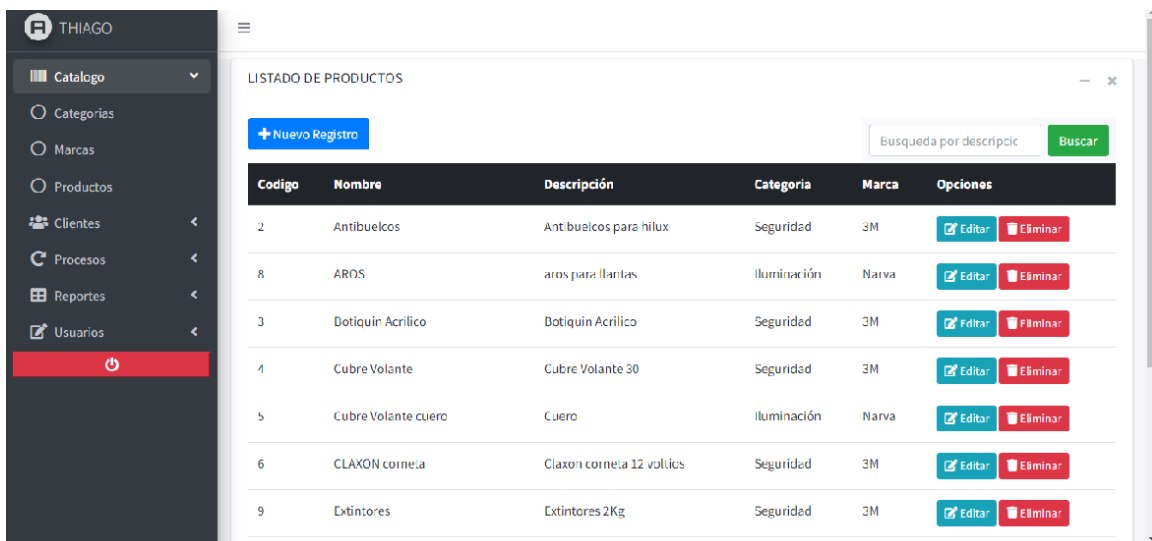 THIAGO
Catalogo
Categorias
Marcas
Productos
Clientes
Procesos
Reportes
Usuarios
LISTADO DE PRODUCTOS
Nuevo Registro
Busqueda por descripcic
Buscar
Codigo Nombre Descripción Categoria Marca Opciones
2 Antibuelcos Antibuelcos para hilux Seguridad 3M Editar Eliminar
8 AROS aros para llantas Iluminación Narva Editar Eliminar
3 Botiquin Acrilico Botiquin Acrilico Seguridad 3M Editar Eliminar
4 Cubre Volante Cubre Volante 30 Seguridad 3M Editar Eliminar
5 Cubre Volante cuero Cuero Iluminación Narva Editar Eliminar
6 CLAXON corneta Claxon corneta 12 voltios Seguridad 3M Editar Eliminar
9 Extintores Extintores 2Kg Seguridad 3M Editar Eliminar